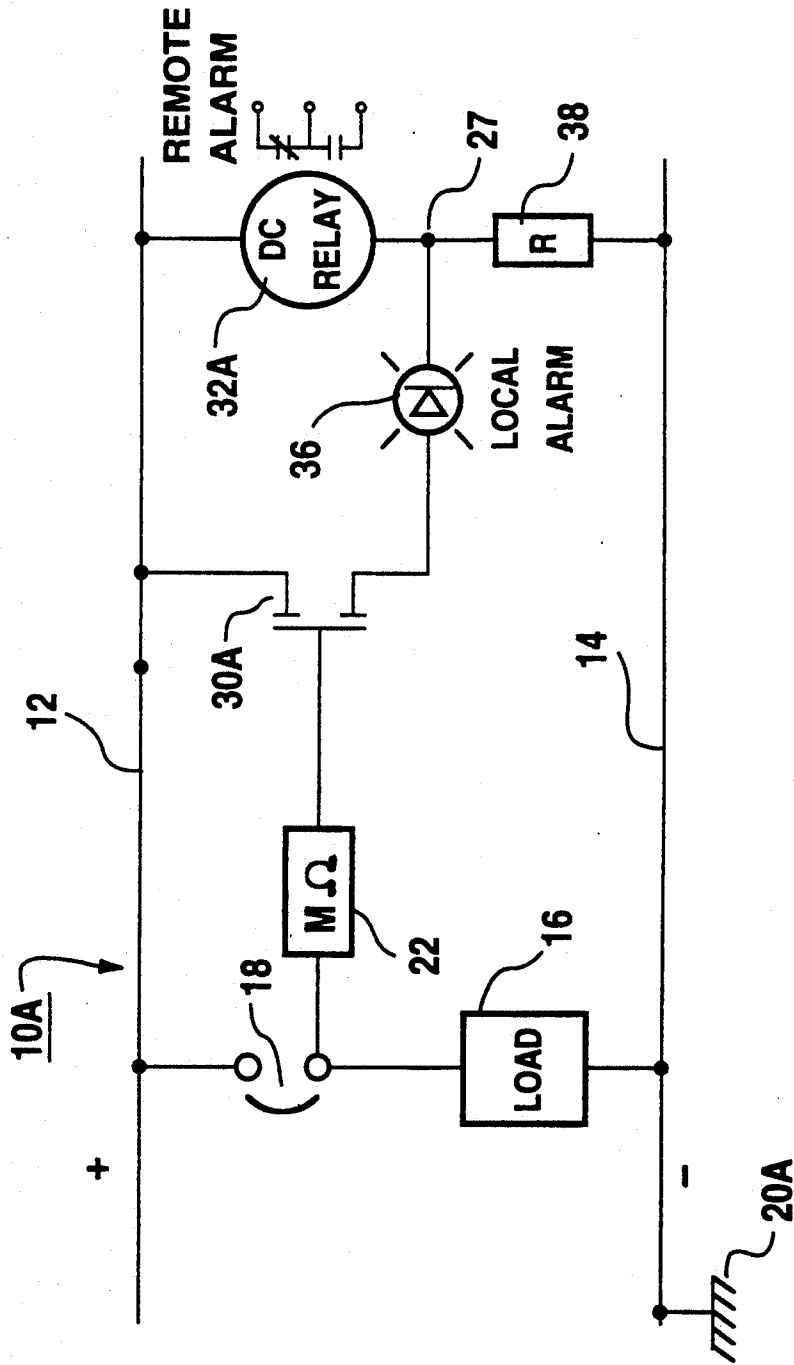 10A
12
+
18
MΩ
22
30A
36
32A
DC
RELAY
REMOTE
ALARM
27
LOCAL
ALARM
R
38
LOAD
16
14
−
20A